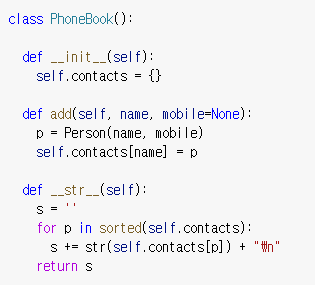 class PhoneBook():
  def __init__(self):
    self.contacts = {}
  def add(self, name, mobile=None):
    p = Person(name, mobile)
    self.contacts[name] = p
  def __str__(self):
    s = ''
    for p in sorted(self.contacts):
      s += str(self.contacts[p]) + "₩n"
    return s